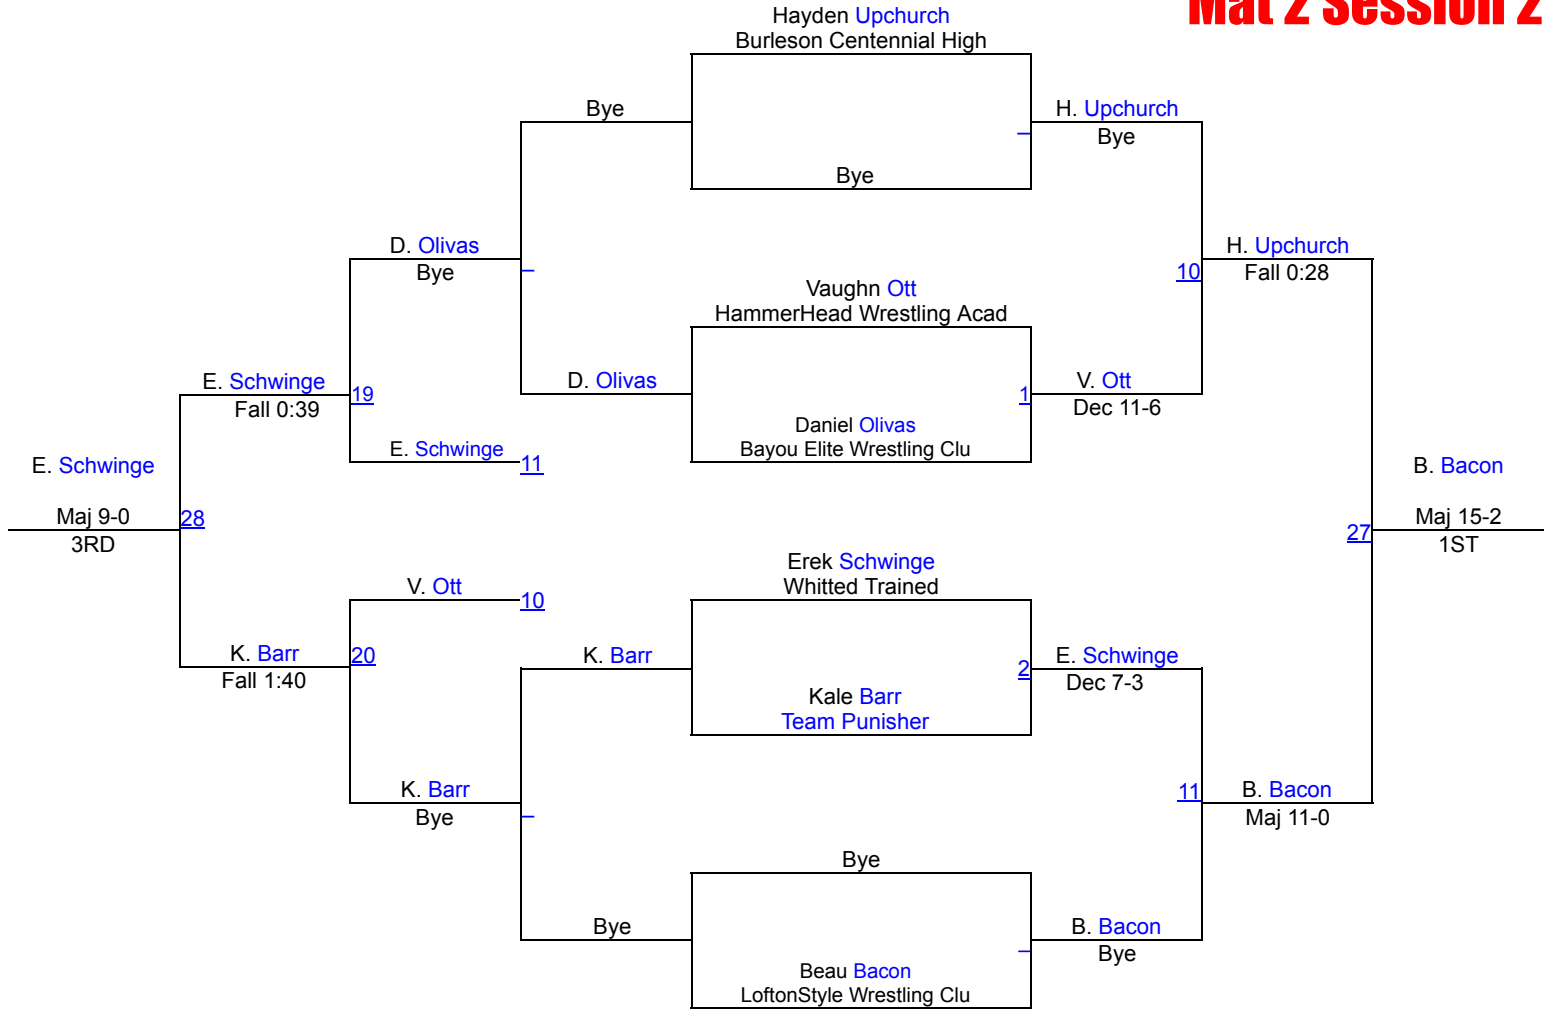 Mat 2 Session 2
Hayden Upchurch
Burleson Centennial High
Bye
H. Upchurch
Bye
Bye
D. Olivas
Bye
H. Upchurch
10
Fall 0:28
Vaughn Ott
HammerHead Wrestling Acad
E. Schwinge
19
Fall 0:39
D. Olivas
1
V. Ott
Dec 11-6
Daniel Olivas
Bayou Elite Wrestling Clu
E. Schwinge
11
E. Schwinge
Maj 9-0
28
3RD
B. Bacon
Maj 15-2
27
1ST
Erek Schwinge
Whitted Trained
V. Ott
10
K. Barr
20
Fall 1:40
K. Barr
2
E. Schwinge
Dec 7-3
Kale Barr
Team Punisher
K. Barr
Bye
11
B. Bacon
Maj 11-0
Bye
Bye
B. Bacon
Bye
Beau Bacon
LoftonStyle Wrestling Clu